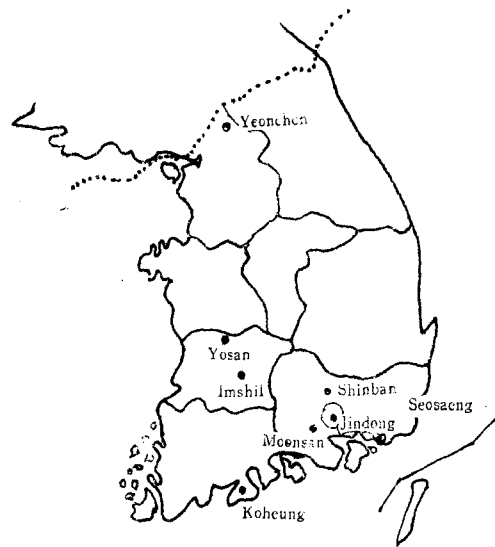 Yeonchen
Yosan
Imshil
Shinban
Seosaeng
Jindong
Moonsan
Koheung